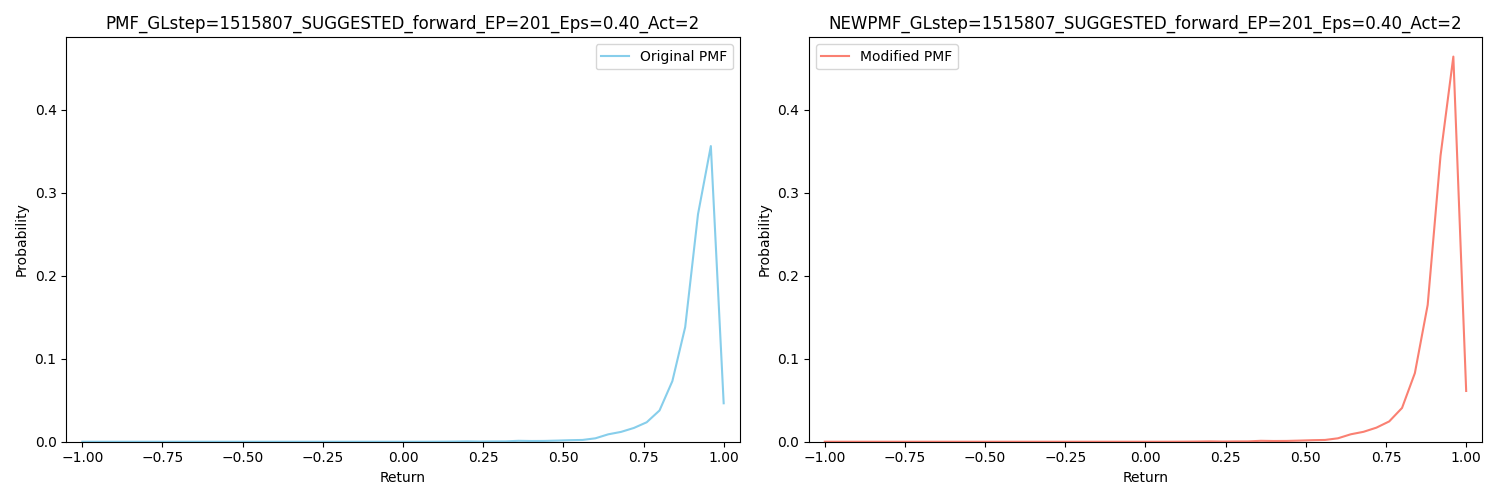 PMF_GLstep=1515807_SUGGESTED_forward_EP=201_Eps=0.40_Act=2
Original PMF
Probability
0.4
0.3
0.2
0.1
0.0
−1.00 −0.75 −0.50 −0.25 0.00 0.25 0.50 0.75 1.00
Return
NEWPMF_GLstep=1515807_SUGGESTED_forward_EP=201_Eps=0.40_Act=2
Modified PMF
Probability
0.4
0.3
0.2
0.1
0.0
−1.00 −0.75 −0.50 −0.25 0.00 0.25 0.50 0.75 1.00
Return